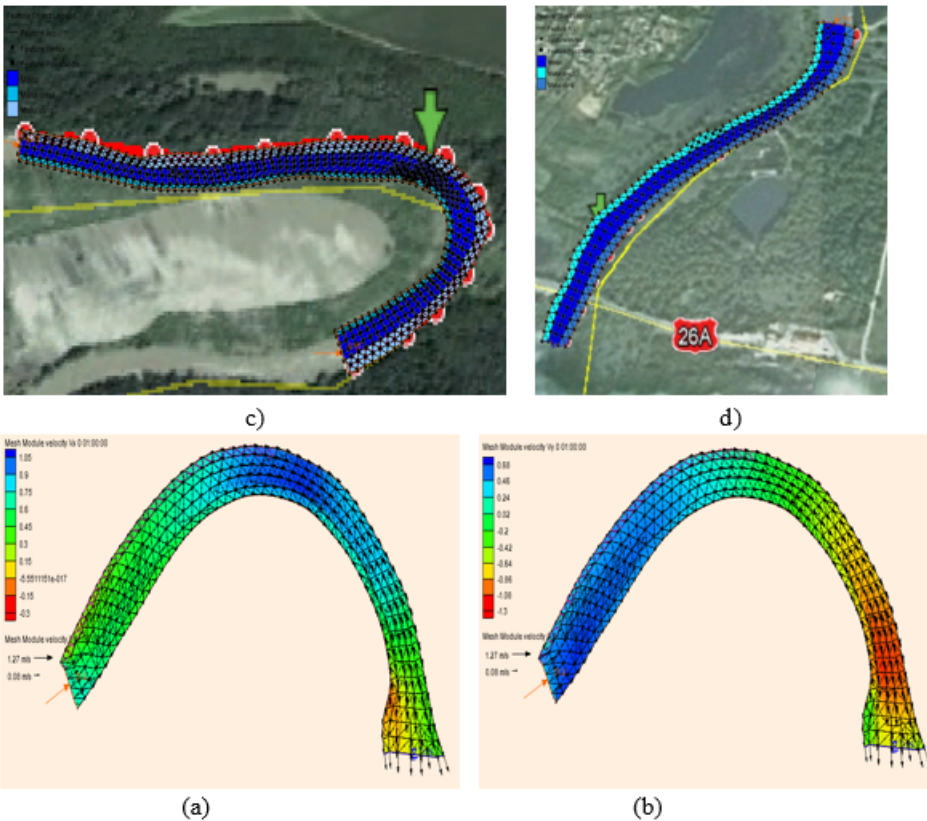 26A
c)
d)
Mesh Module velocity Vx 0 01:00:00
1.05
0.9
0.75
0.6
0.45
0.3
0.15
-5.5511151e-017
-0.15
-0.3
Mesh Module velocity
1.27 m/s
0.08 m/s
(a)
Mesh Module velocity Vy 0 01:00:00
0.68
0.46
0.24
0.02
-0.2
-0.42
-0.64
-0.86
-1.08
-1.3
Mesh Module velocity
1.27 m/s
0.08 m/s
(b)